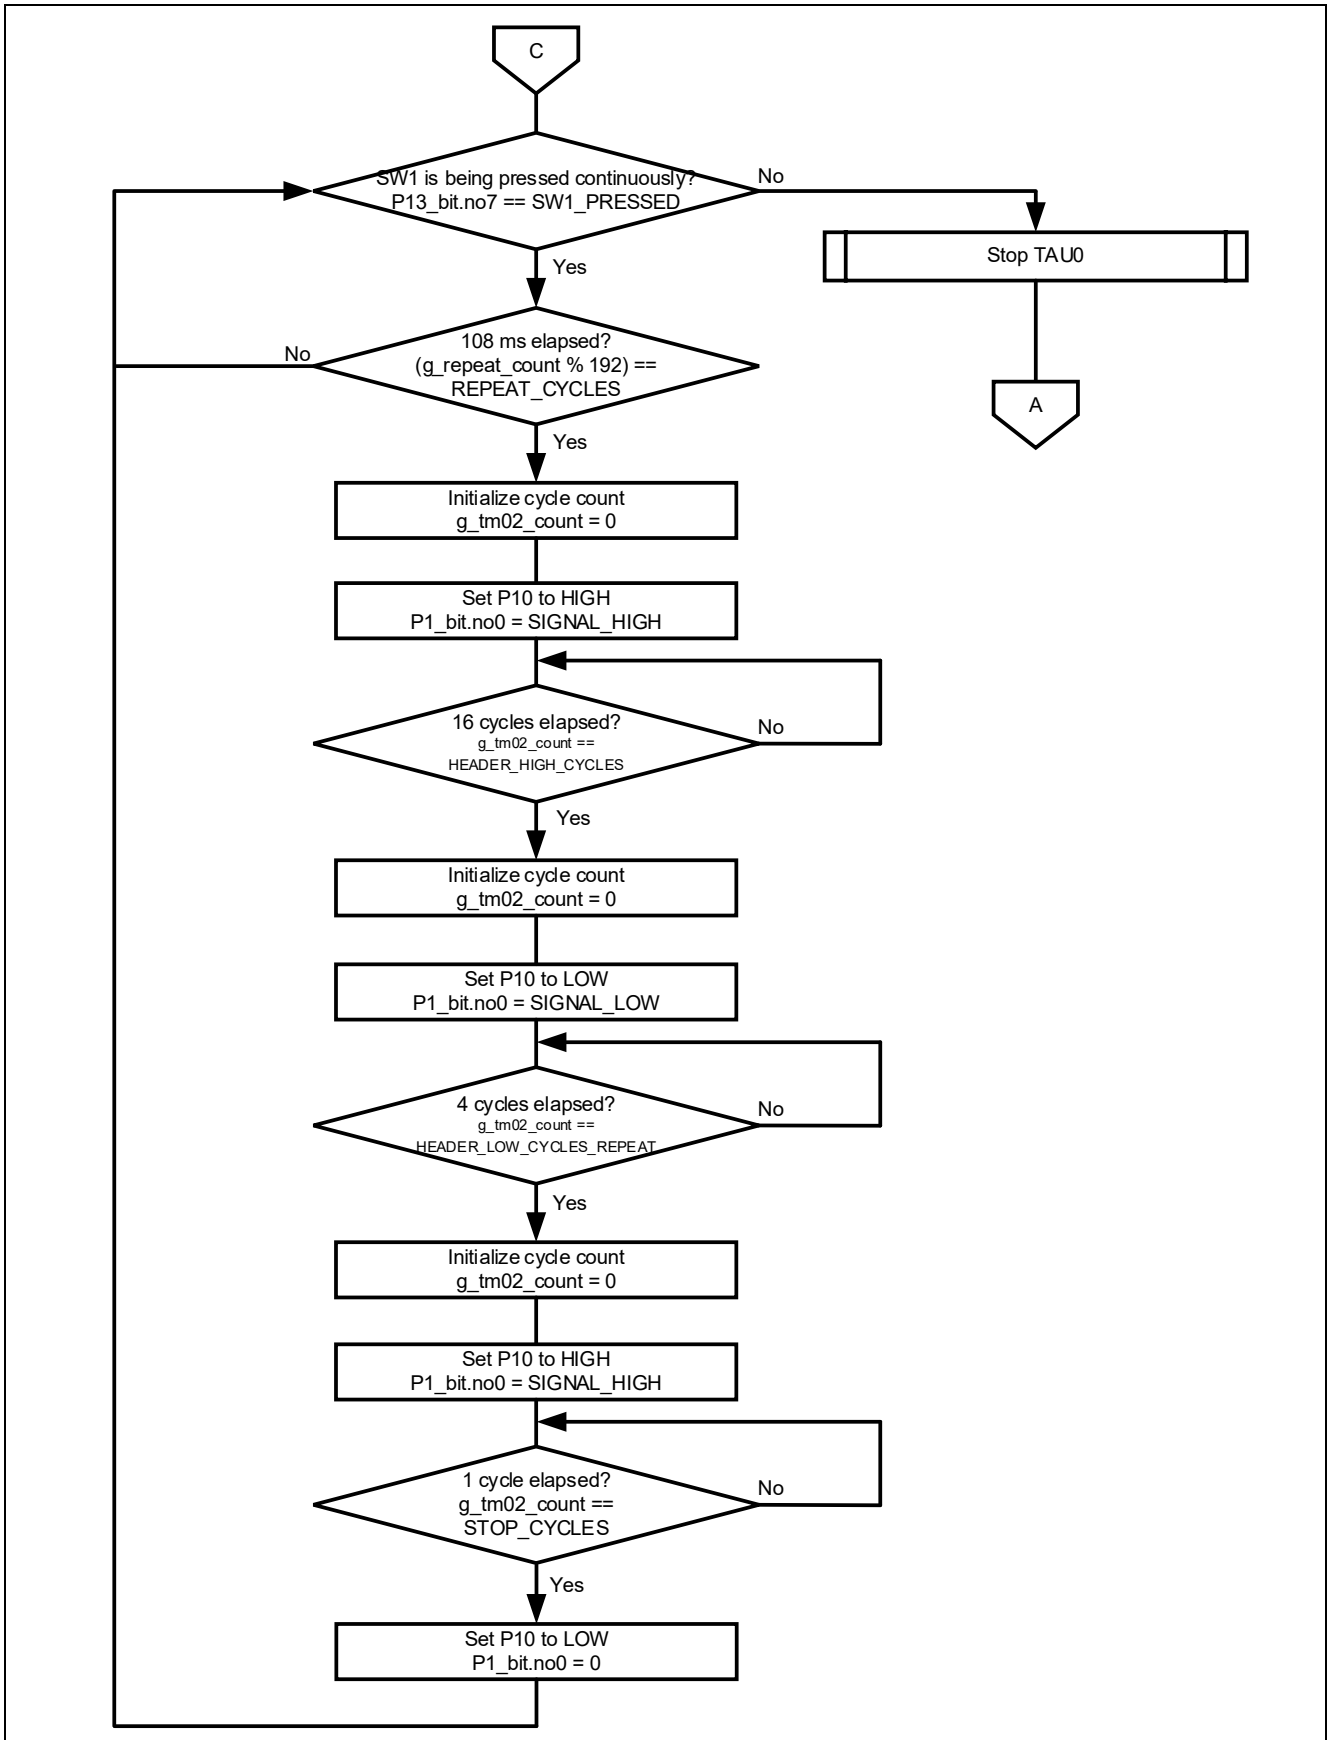 C
SW1 is being pressed continuously?
P13_bit.no7 == SW1_PRESSED
No
Stop TAU0
A
Yes
108 ms elapsed?
(g_repeat_count % 192) ==
REPEAT_CYCLES
No
Yes
Initialize cycle count
g_tm02_count = 0
Set P10 to HIGH
P1_bit.no0 = SIGNAL_HIGH
16 cycles elapsed?
g_tm02_count ==
HEADER_HIGH_CYCLES
No
Yes
Initialize cycle count
g_tm02_count = 0
Set P10 to LOW
P1_bit.no0 = SIGNAL_LOW
4 cycles elapsed?
g_tm02_count ==
HEADER_LOW_CYCLES_REPEAT
No
Yes
Initialize cycle count
g_tm02_count = 0
Set P10 to HIGH
P1_bit.no0 = SIGNAL_HIGH
1 cycle elapsed?
g_tm02_count ==
STOP_CYCLES
No
Yes
Set P10 to LOW
P1_bit.no0 = 0